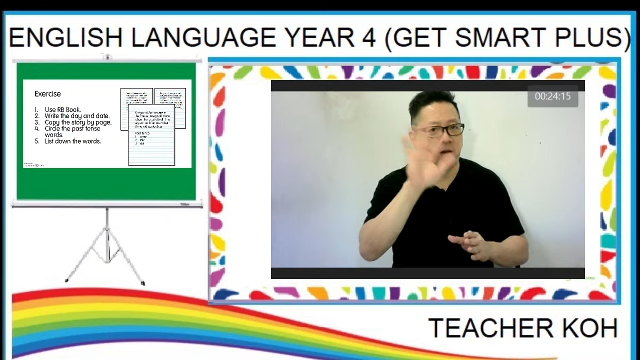 ENGLISH LANGUAGE YEAR 4 (GET SMART PLUS)
Exercise
1. Use RB Book.
2. Write the day and date.
3. Copy the story by page.
4. Circle the past tense
words.
5. List down the words.
00:24:15
TEACHER KOH